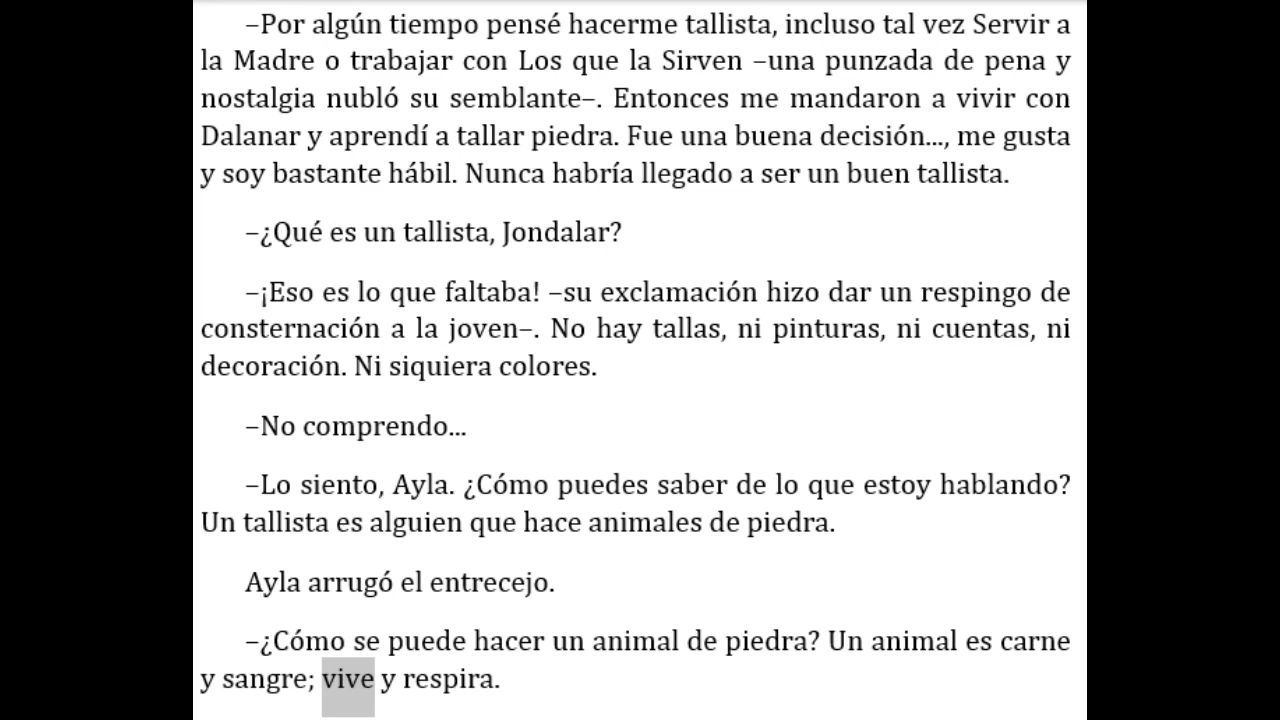 –Por algún tiempo pensé hacerme tallista, incluso tal vez Servir a
la Madre o trabajar con Los que la Sirven –una punzada de pena y
nostalgia nubló su semblante–. Entonces me mandaron a vivir con
Dalanar y aprendí a tallar piedra. Fue una buena decisión..., me gusta
y soy bastante hábil. Nunca habría llegado a ser un buen tallista.
–¿Qué es un tallista, Jondalar?
–¡Eso es lo que faltaba! –su exclamación hizo dar un respingo de
consternación a la joven–. No hay tallas, ni pinturas, ni cuentas, ni
decoración. Ni siquiera colores.
–No comprendo...
–Lo siento, Ayla. ¿Cómo puedes saber de lo que estoy hablando?
Un tallista es alguien que hace animales de piedra.
Ayla arrugó el entrecejo.
–¿Cómo se puede hacer un animal de piedra? Un animal es carne
y sangre; vive y respira.